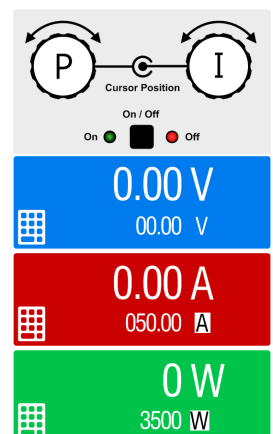 P I
Cursor Position
On / Off
On Off
0.00 V
00.00 V
0.00 A
050.00 A
0 W
3500 W